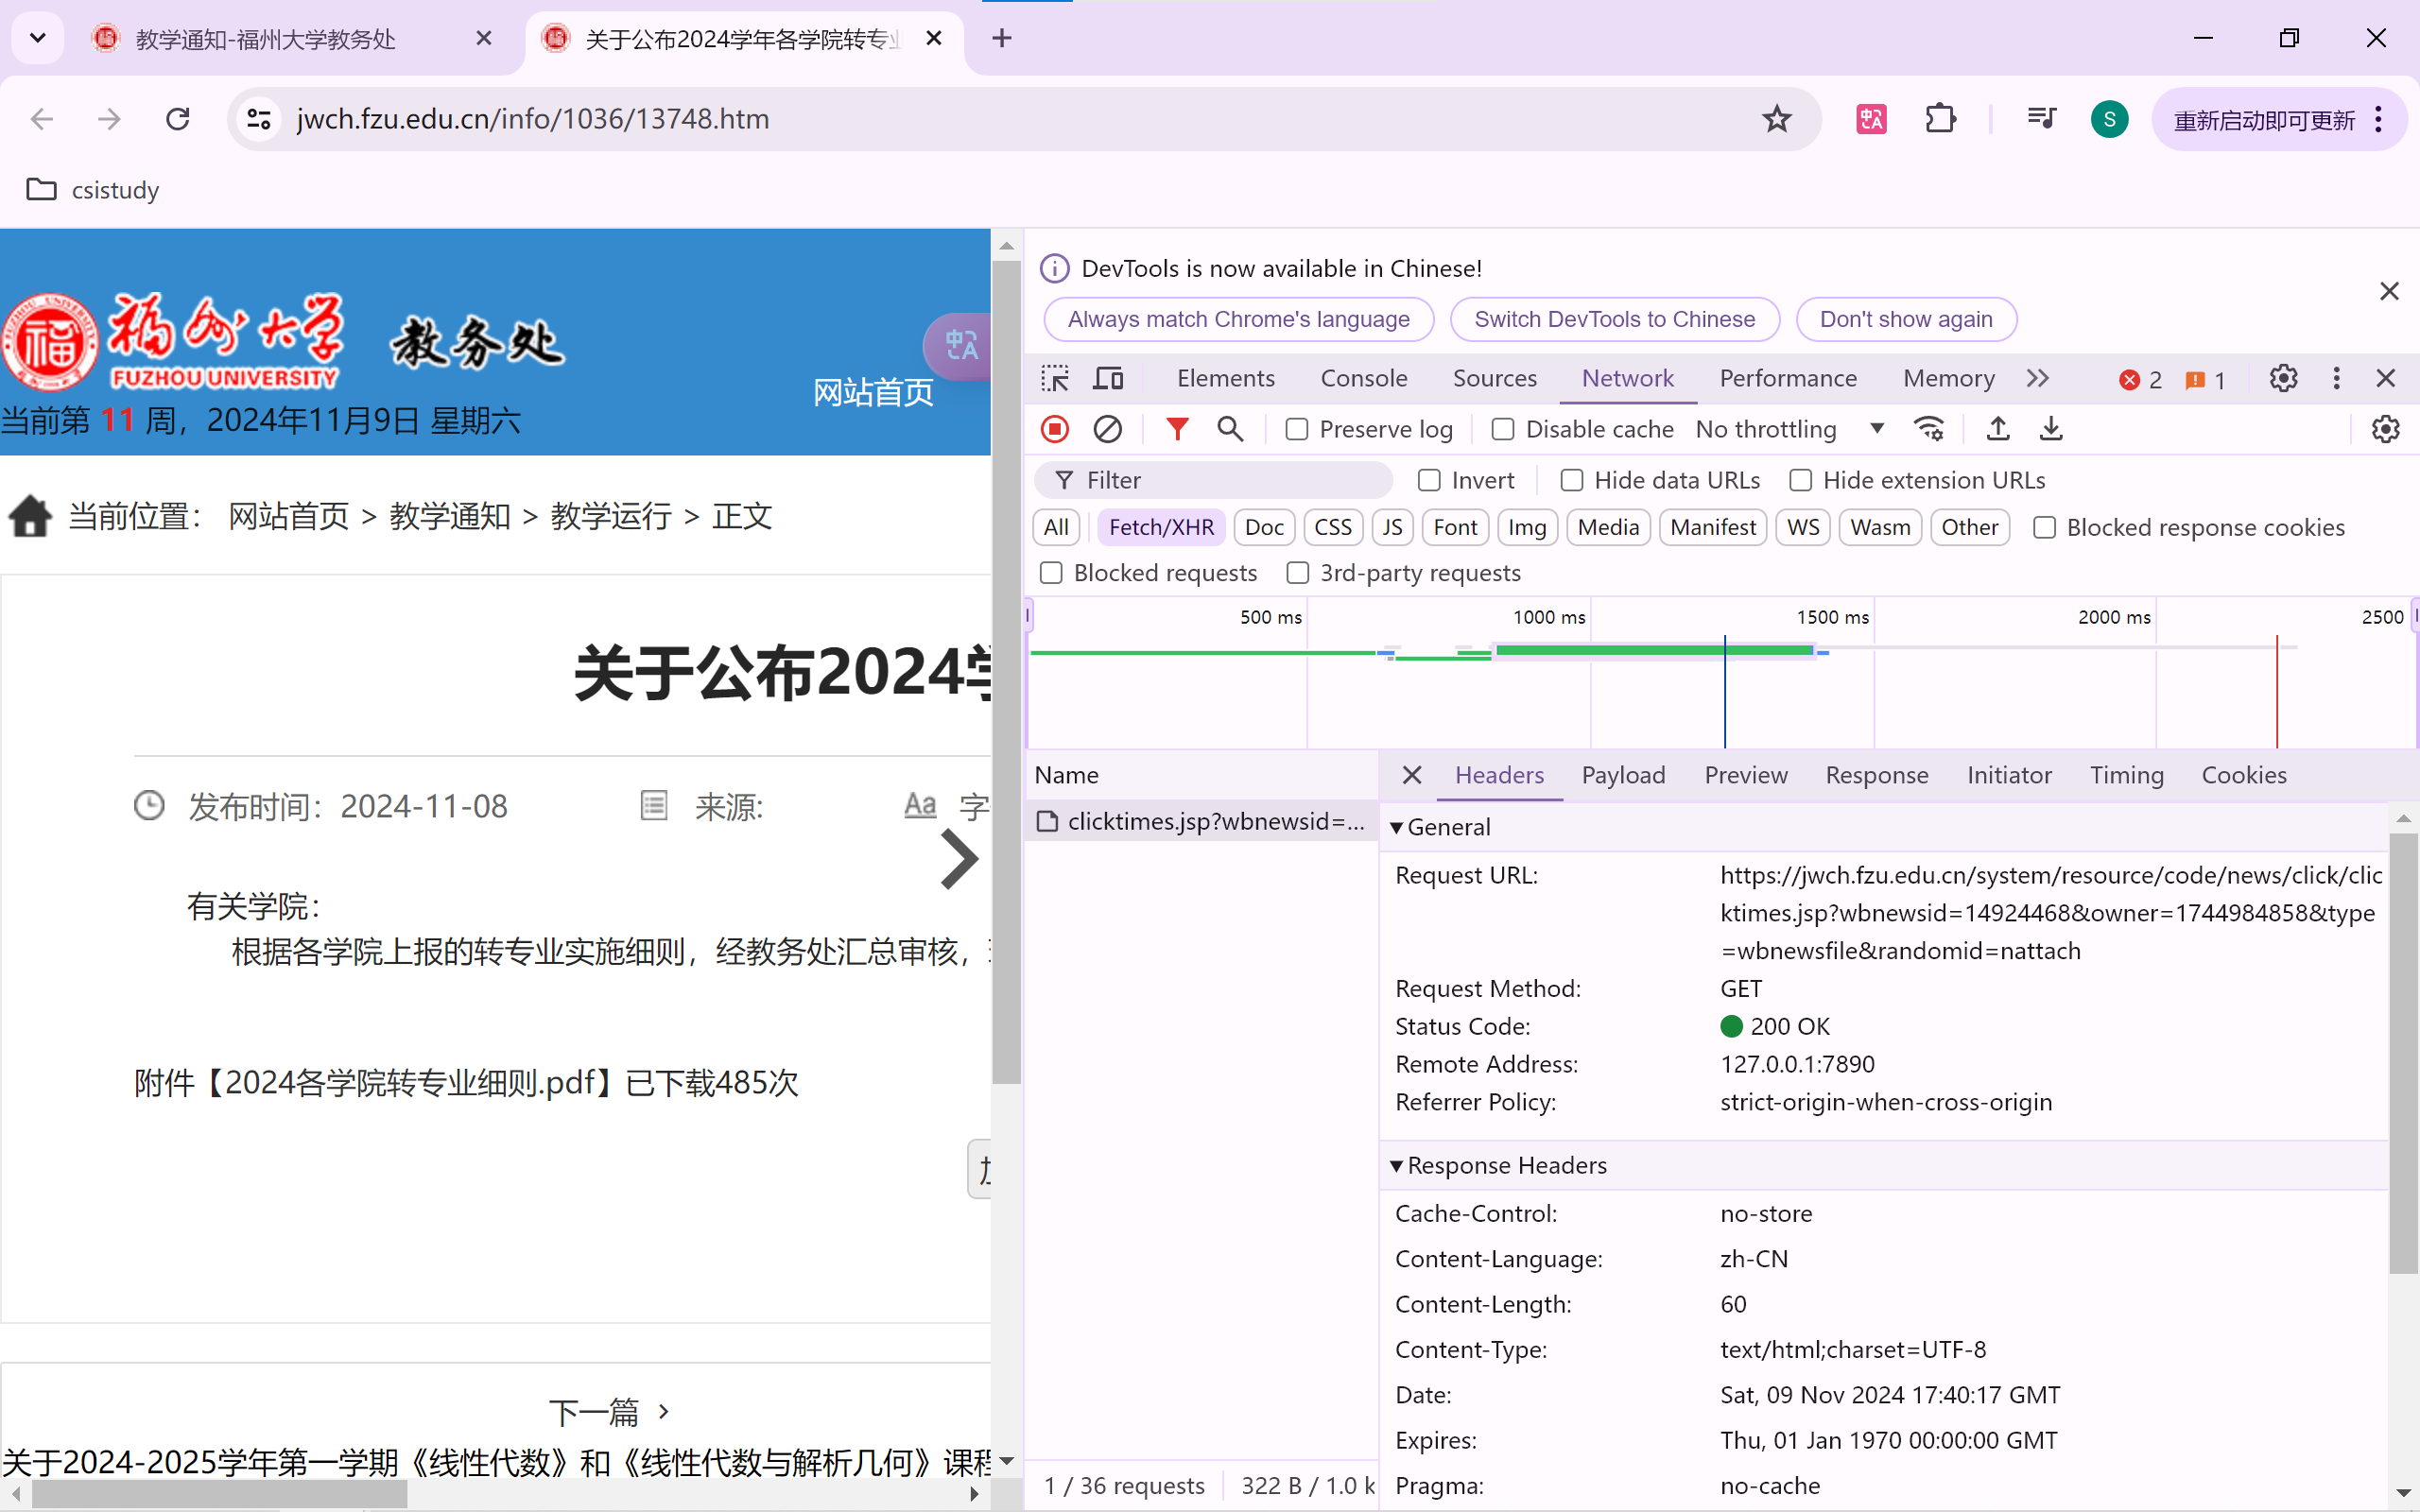 教学通知-福州大学教务处
关于公布2024学年各学院转专
jwch.fzu.edu.cn/info/1036/13748.htm
S
重新启动即可更新
csistudy
福州大学 教务处
FUZHOU UNIVERSITY
网站首页
当前第 11 周，2024年11月9日 星期六
当前位置： 网站首页 > 教学通知 > 教学运行 > 正文
关于公布2024
发布时间：2024-11-08 来源: Aa 字
有关学院：
根据各学院上报的转专业实施细则，经教务处汇总审核，
附件【2024各学院转专业细则.pdf】已下载485次
下一篇 >
关于2024-2025学年第一学期《线性代数》和《线性代数与解析几何》课程
DevTools is now available in Chinese!
Always match Chrome's language
Switch DevTools to Chinese
Don't show again
Elements Console Sources Network Performance Memory 2 1
Preserve log Disable cache No throttling
Filter Invert Hide data URLs Hide extension URLs
All Fetch/XHR Doc CSS JS Font Img Media Manifest WS Wasm Other Blocked response cookies
Blocked requests 3rd-party requests
500 ms 1000 ms 1500 ms 2000 ms 2500
Name
clicktimes.jsp?wbnewsid=...
1 / 36 requests 322 B / 1.0 k
Headers Payload Preview Response Initiator Timing Cookies
General
Request URL: https://jwch.fzu.edu.cn/system/resource/code/news/click/clic
ktimes.jsp?wbnewsid=14924468&owner=1744984858&type
=wbnewsfile&randomid=nattach
Request Method: GET
Status Code: 200 OK
Remote Address: 127.0.0.1:7890
Referrer Policy: strict-origin-when-cross-origin
Response Headers
Cache-Control: no-store
Content-Language: zh-CN
Content-Length: 60
Content-Type: text/html;charset=UTF-8
Date: Sat, 09 Nov 2024 17:40:17 GMT
Expires: Thu, 01 Jan 1970 00:00:00 GMT
Pragma: no-cache